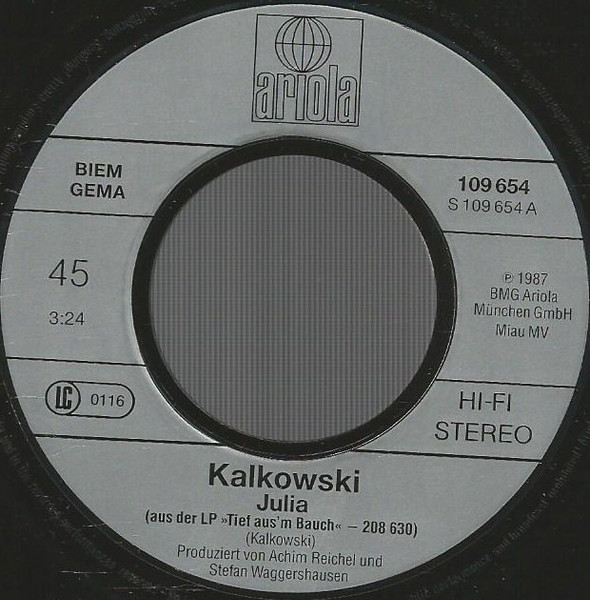 ariola
BIEM
GEMA
109 654
S 109 654 A
45
3:24
℗ 1987
BMG Ariola
München GmbH
Miau MV
LC 0116
HI-FI
STEREO
Kalkowski
Julia
(aus der LP »Tief aus'm Bauch« – 208 630)
(Kalkowski)
Produziert von Achim Reichel und
Stefan Waggershausen